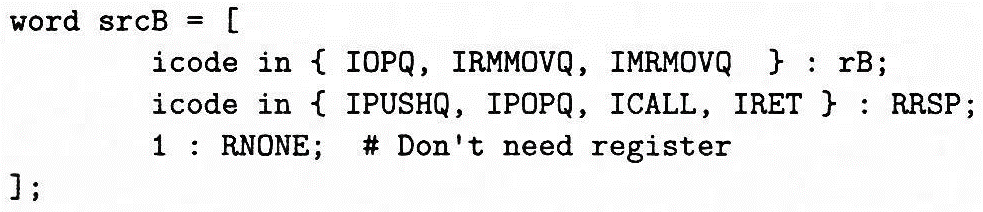 word srcB = [
        icode in { IOPQ, IRMMOVQ, IMRMOVQ  } : rB;
        icode in { IPUSHQ, IPOPQ, ICALL, IRET } : RRSP;
        1 : RNONE;  # Don't need register
];